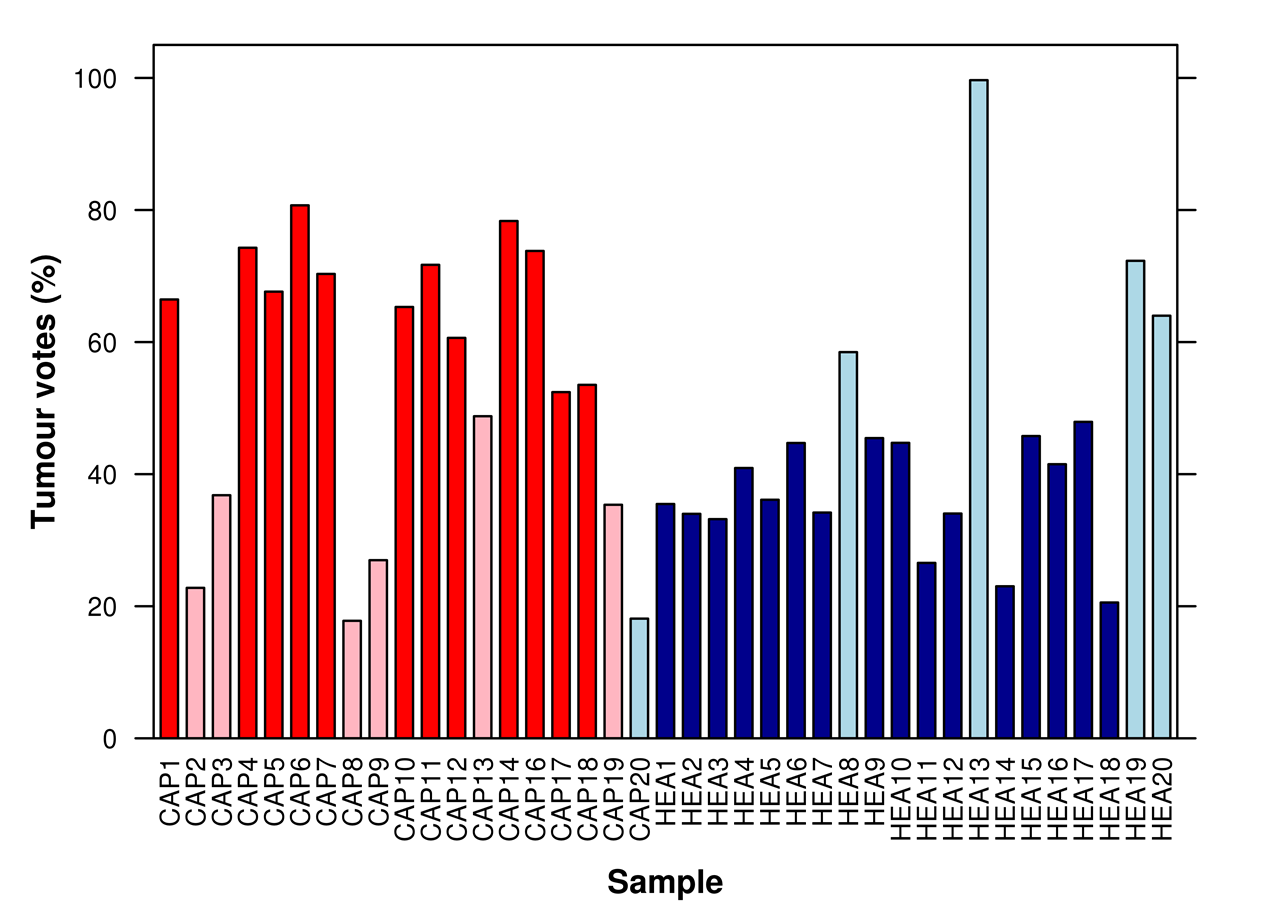 Tumour votes (%)
100
80
60
40
20
0
CAP1
CAP2
CAP3
CAP4
CAP5
CAP6
CAP7
CAP8
CAP9
CAP10
CAP11
CAP12
CAP13
CAP14
CAP16
CAP17
CAP18
CAP19
CAP20
HEA1
HEA2
HEA3
HEA4
HEA5
HEA6
HEA7
HEA8
HEA9
HEA10
HEA11
HEA12
HEA13
HEA14
HEA15
HEA16
HEA17
HEA18
HEA19
HEA20
Sample